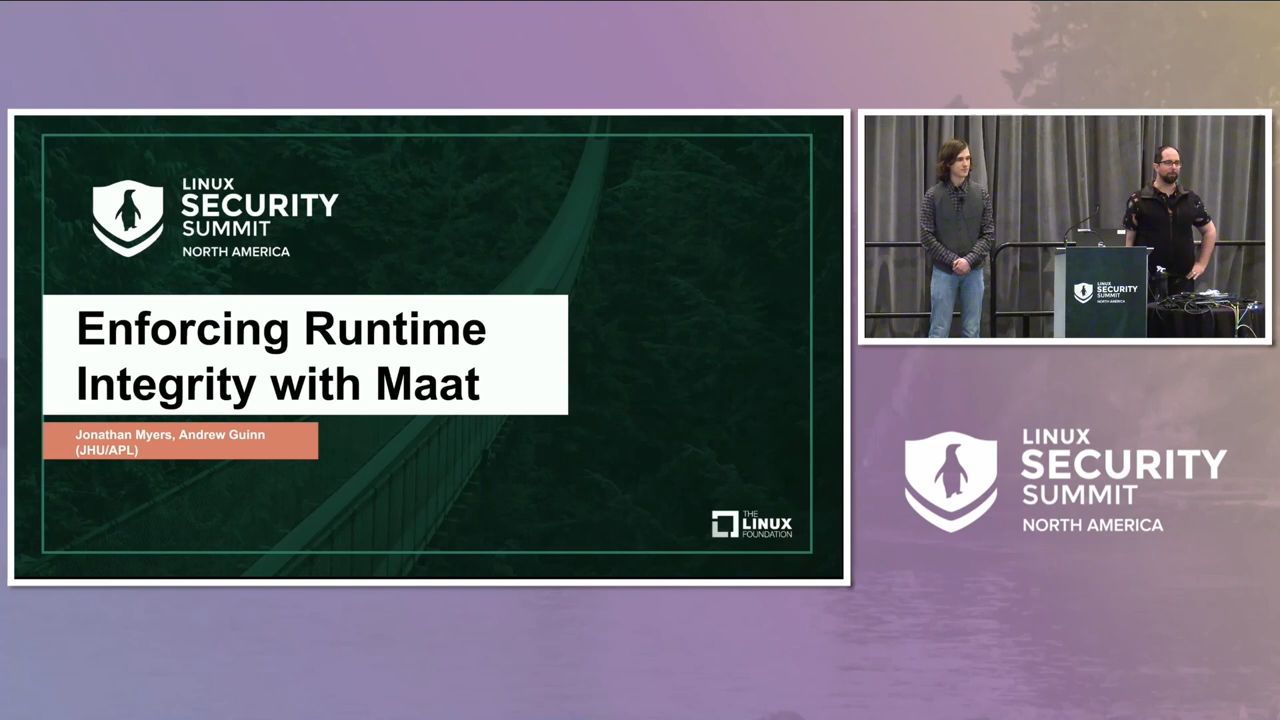 LINUX
SECURITY
SUMMIT
NORTH AMERICA
Enforcing Runtime
Integrity with Maat
Jonathan Myers, Andrew Guinn
(JHU/APL)
THE
LINUX
FOUNDATION
LINUX
SECURITY
SUMMIT
NORTH AMERICA
LINUX
SECURITY
SUMMIT
NORTH AMERICA